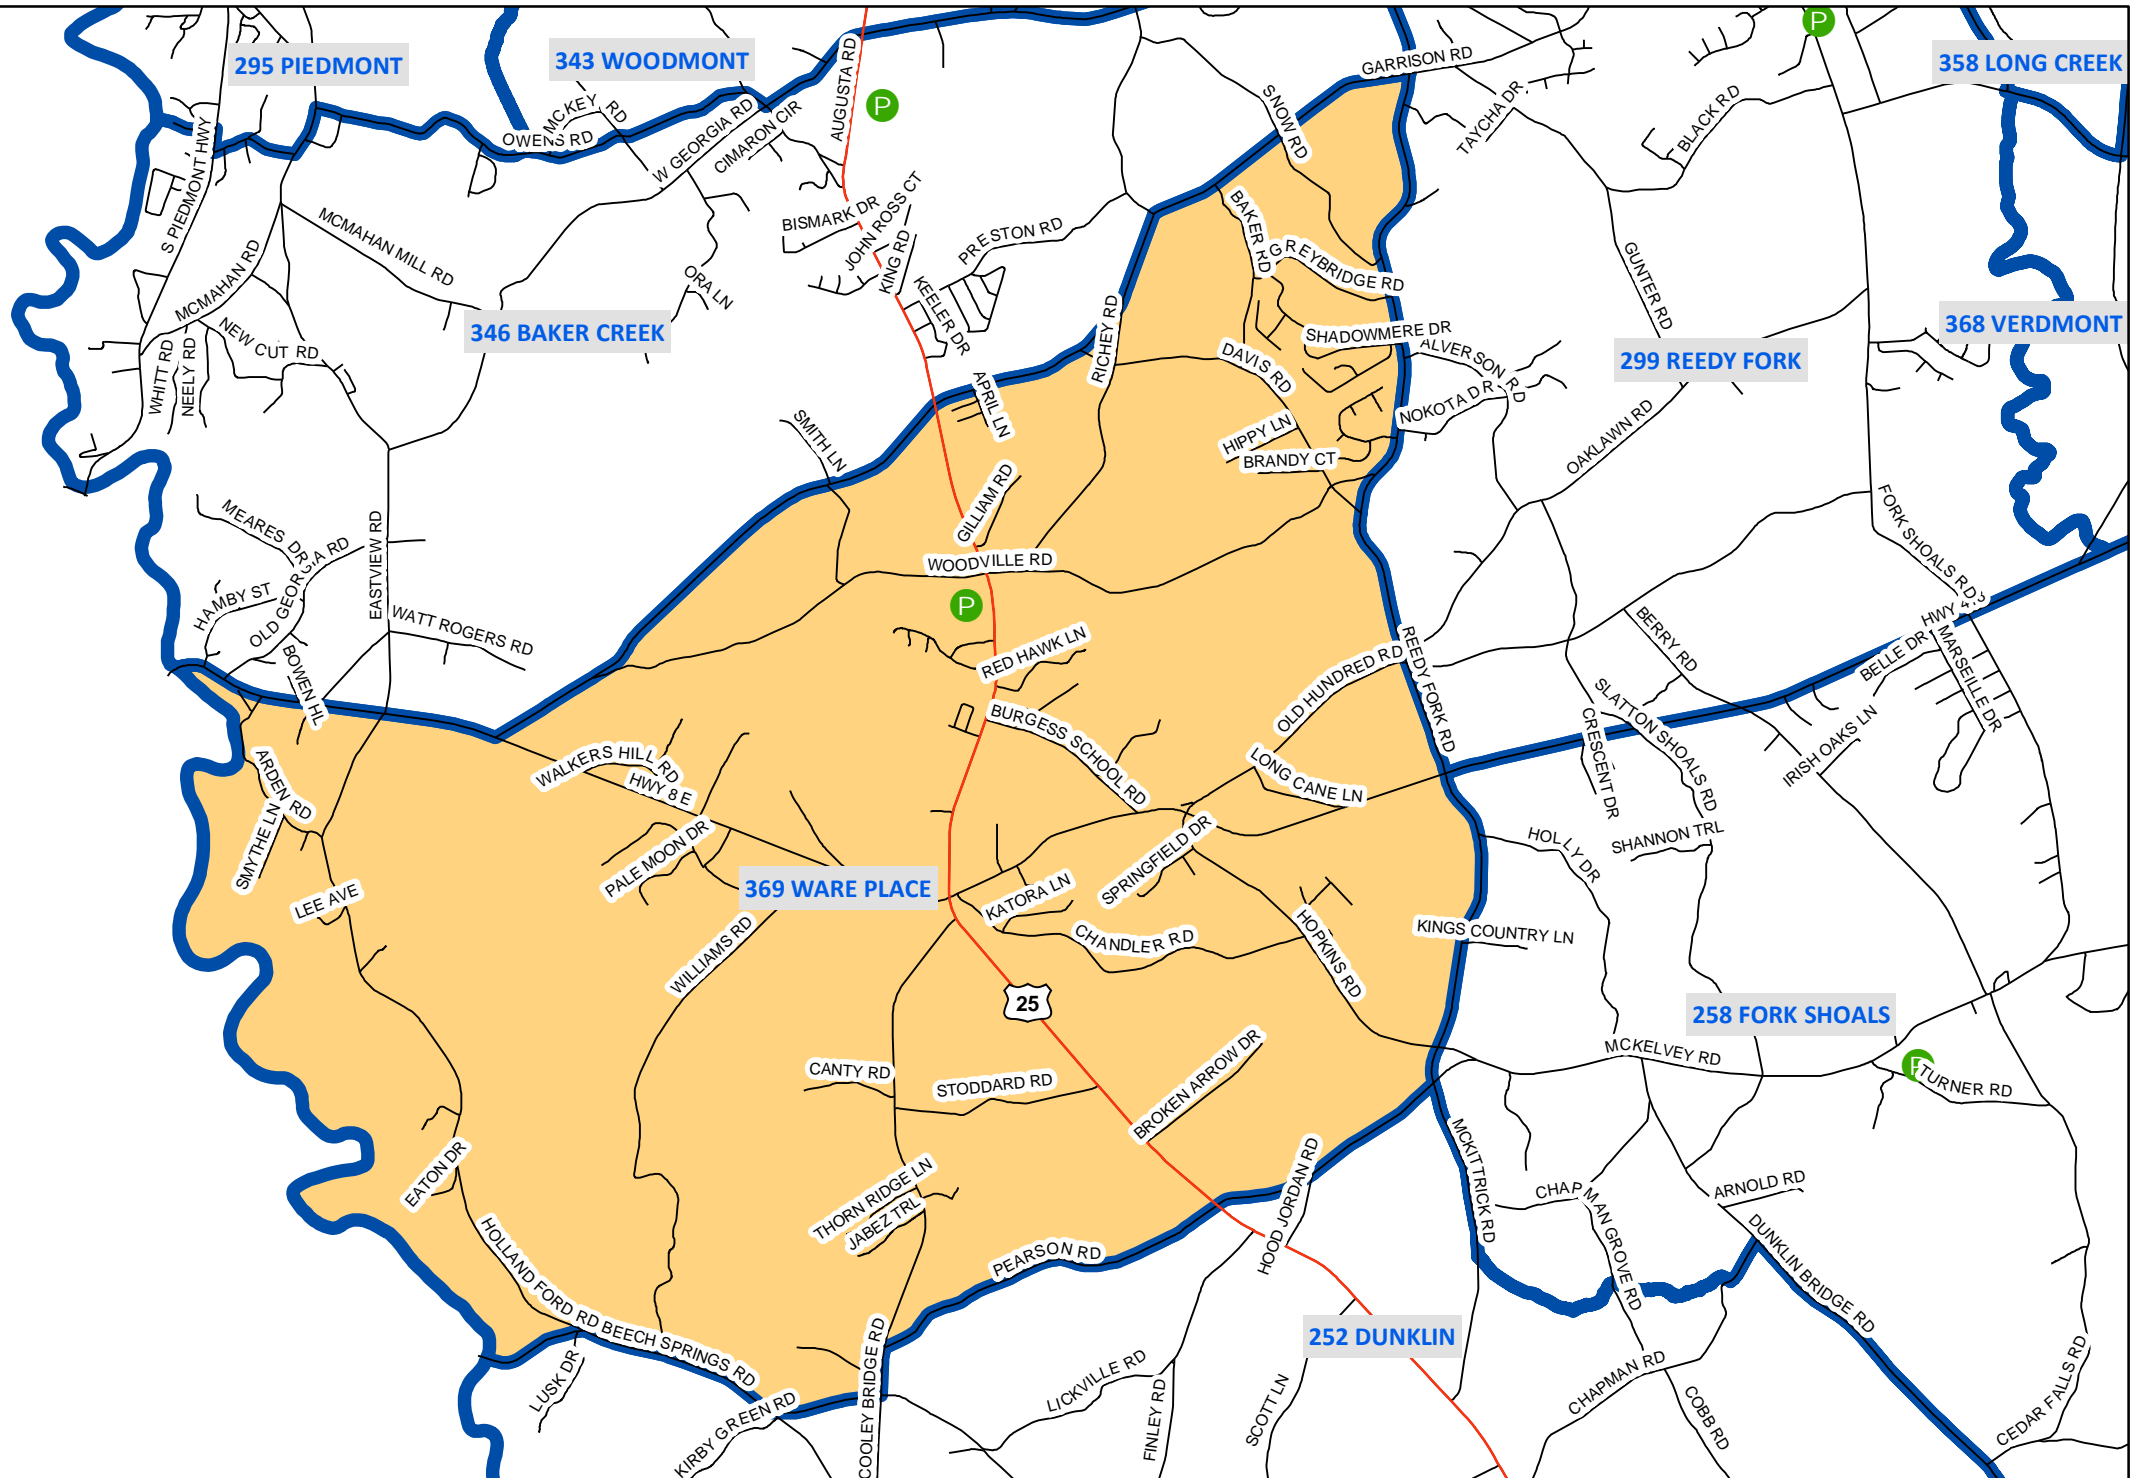 295 PIEDMONT
343 WOODMONT
358 LONG CREEK
346 BAKER CREEK
299 REEDY FORK
368 VERDMONT
369 WARE PLACE
258 FORK SHOALS
252 DUNKLIN
P
P
P
25
S PIEDMONT HWY
OWENS RD
MCKEY RD
W GEORGIA RD
CIMARON CIR
AUGUSTA RD
GARRISON RD
SNOW RD
TAYCHA DR
BLACK RD
MCMAHAN MILL RD
MCMAHAN RD
BISMARK DR
JOHN ROSS CT
KING RD
PRESTON RD
BAKER RD
GREYBRIDGE RD
GUNTER RD
ORA LN
KEELER DR
NEW CUT RD
WHITT RD
NEELY RD
RICHEY RD
SHADOWMERE DR
ALVERSON RD
DAVIS RD
NOKOTA DR
APRIL LN
SMITH LN
HIPPY LN
BRANDY CT
OAKLAWN RD
GILLIAM RD
FORK SHOALS RD
MEARES DR
OLD GEORGIA RD
EASTVIEW RD
WOODVILLE RD
HAMBY ST
WATT ROGERS RD
BOWEN HL
RED HAWK LN
OLD HUNDRED RD
REEDY FORK RD
BERRY RD
BELLE DR
MARSEILLE DR
SLATTON SHOALS RD
CRESCENT DR
IRISH OAKS LN
BURGESS SCHOOL RD
WALKERS HILL RD
HWY 8 E
ARDEN RD
SMYTHE LN
LONG CANE LN
PALE MOON DR
SPRINGFIELD DR
HOLLY DR
SHANNON TRL
LEE AVE
KATORA LN
WILLIAMS RD
CHANDLER RD
HOPKINS RD
KINGS COUNTRY LN
CANTY RD
STODDARD RD
BROKEN ARROW DR
MCKELVEY RD
TURNER RD
EATON DR
THORN RIDGE LN
JABEZ TRL
HOOD JORDAN RD
MCKITTRICK RD
CHAPMAN GROVE RD
ARNOLD RD
DUNKLIN BRIDGE RD
PEARSON RD
HOLLAND FORD RD
BEECH SPRINGS RD
LUSK DR
KIRBY GREEN RD
COOLEY BRIDGE RD
LICKVILLE RD
FINLEY RD
SCOTT LN
CHAPMAN RD
COBB RD
CEDAR FALLS RD